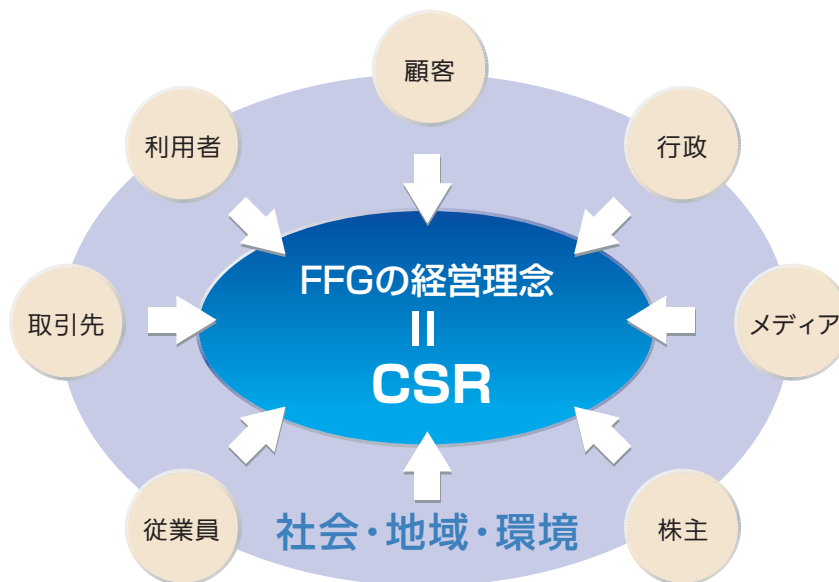 顧客
利用者
行政
FFGの経営理念
=
CSR
取引先
メディア
従業員
社会・地域・環境
株主